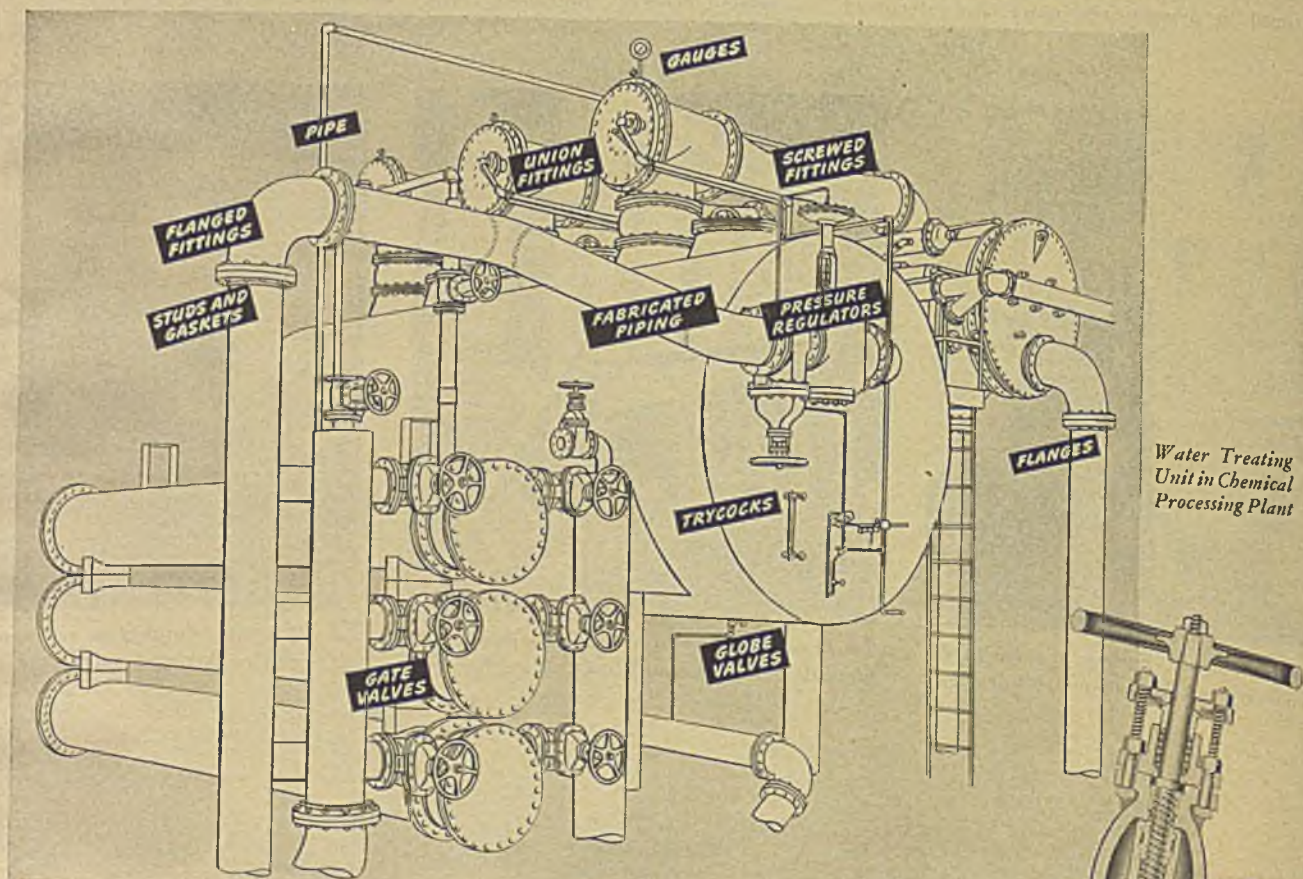 GAUGES
PIPE
UNION
FITTINGS
SCREWED
FITTINGS
FLANGED
FITTINGS
STUDS AND
GASKETS
FABRICATED
PIPING
PRESSURE
REGULATORS
FLANGES
Water Treating
Unit in Chemical
Processing Plant
TRYCOCKS
GLOBE
VALVES
GATE
VALVES